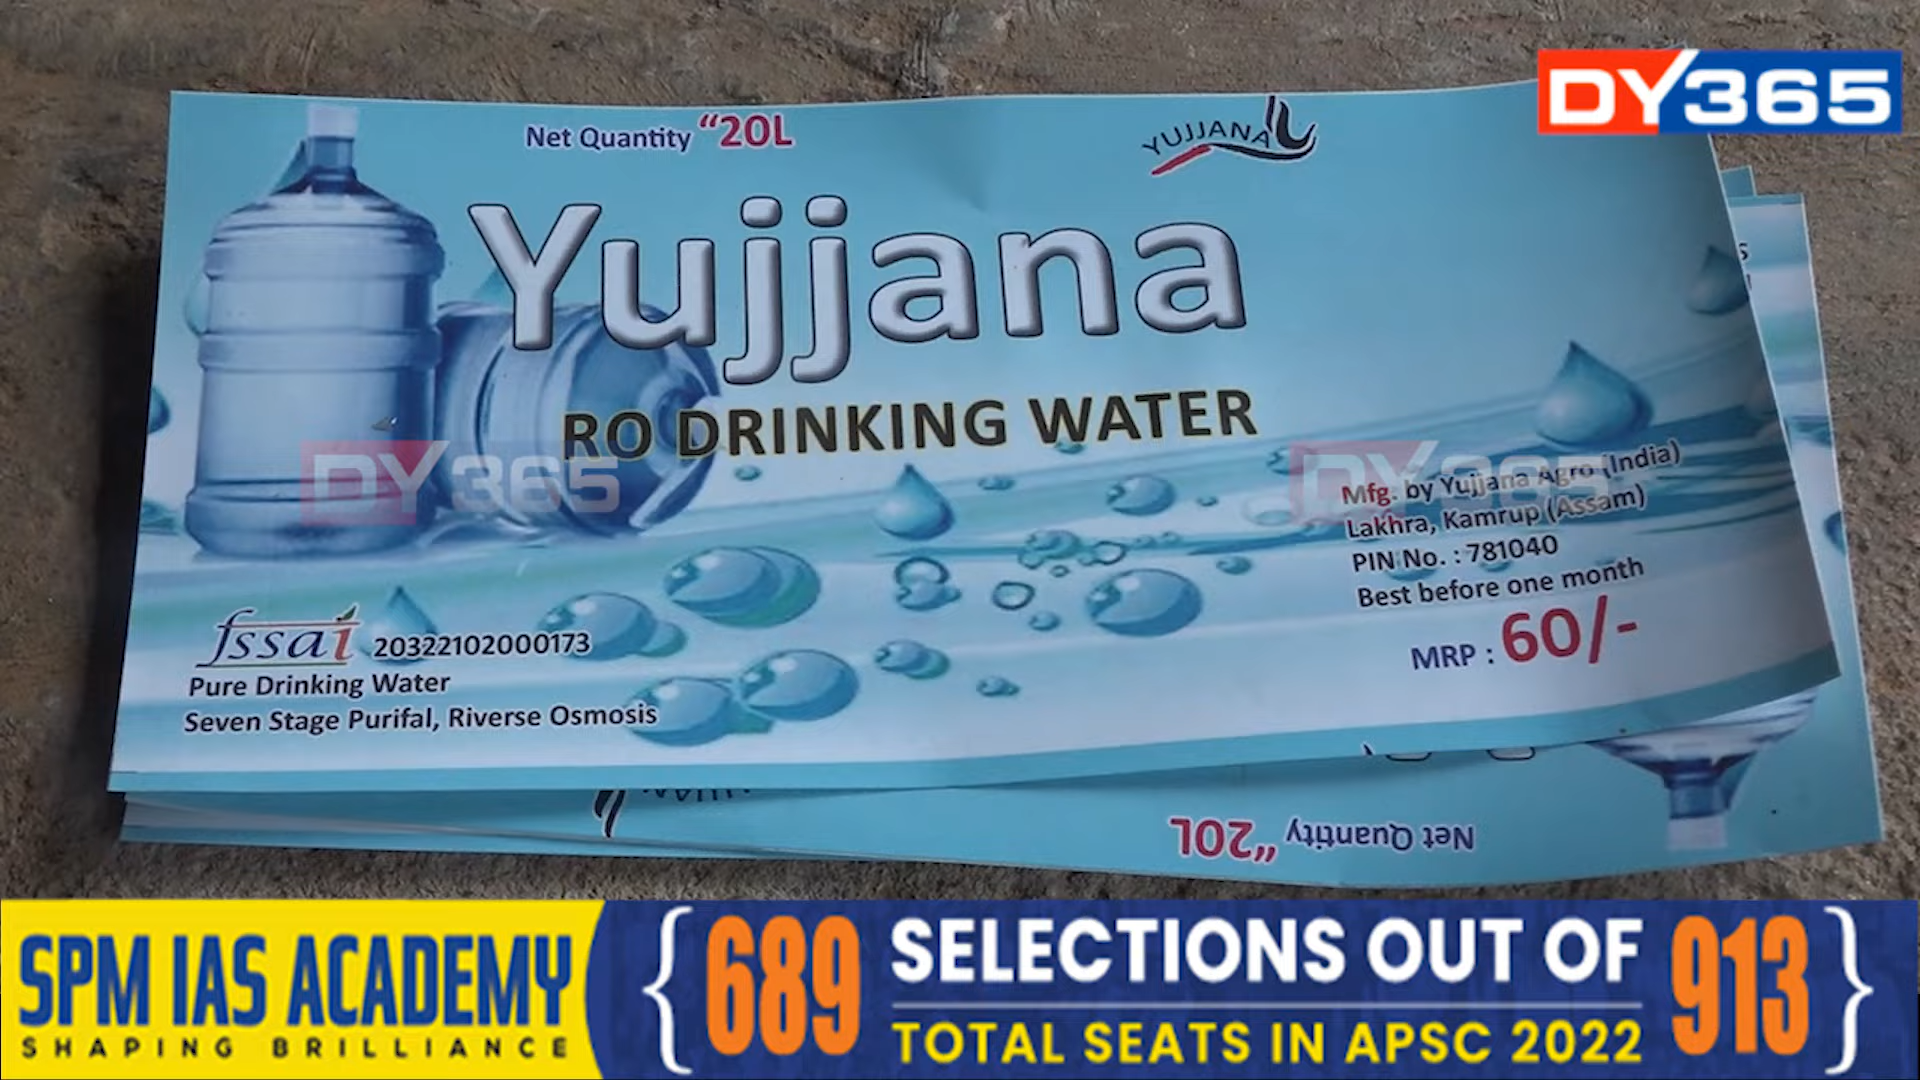 DY365
Net Quantity "20L
YUJJANA
Yujjana
RO DRINKING WATER
DY365
DY365
Mfg. by Yujjana Agro (India)
Lakhra, Kamrup (Assam)
PIN No. : 781040
Best before one month
MRP : 60/-
fssai 20322102000173
Pure Drinking Water
Seven Stage Purifal, Riverse Osmosis
Net Quantity "20L
SPM IAS ACADEMY
SHAPING BRILLIANCE
{689 SELECTIONS OUT OF 913}
TOTAL SEATS IN APSC 2022